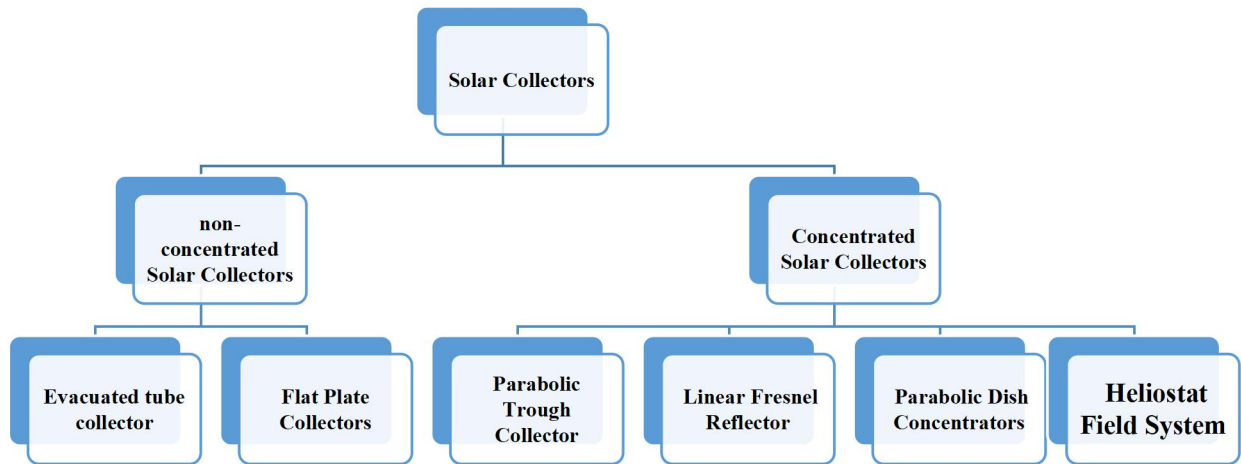 Solar Collectors
non-
concentrated
Solar Collectors
Concentrated
Solar Collectors
Evacuated tube
collector
Flat Plate
Collectors
Parabolic
Trough
Collector
Linear Fresnel
Reflector
Parabolic Dish
Concentrators
Heliostat
Field System